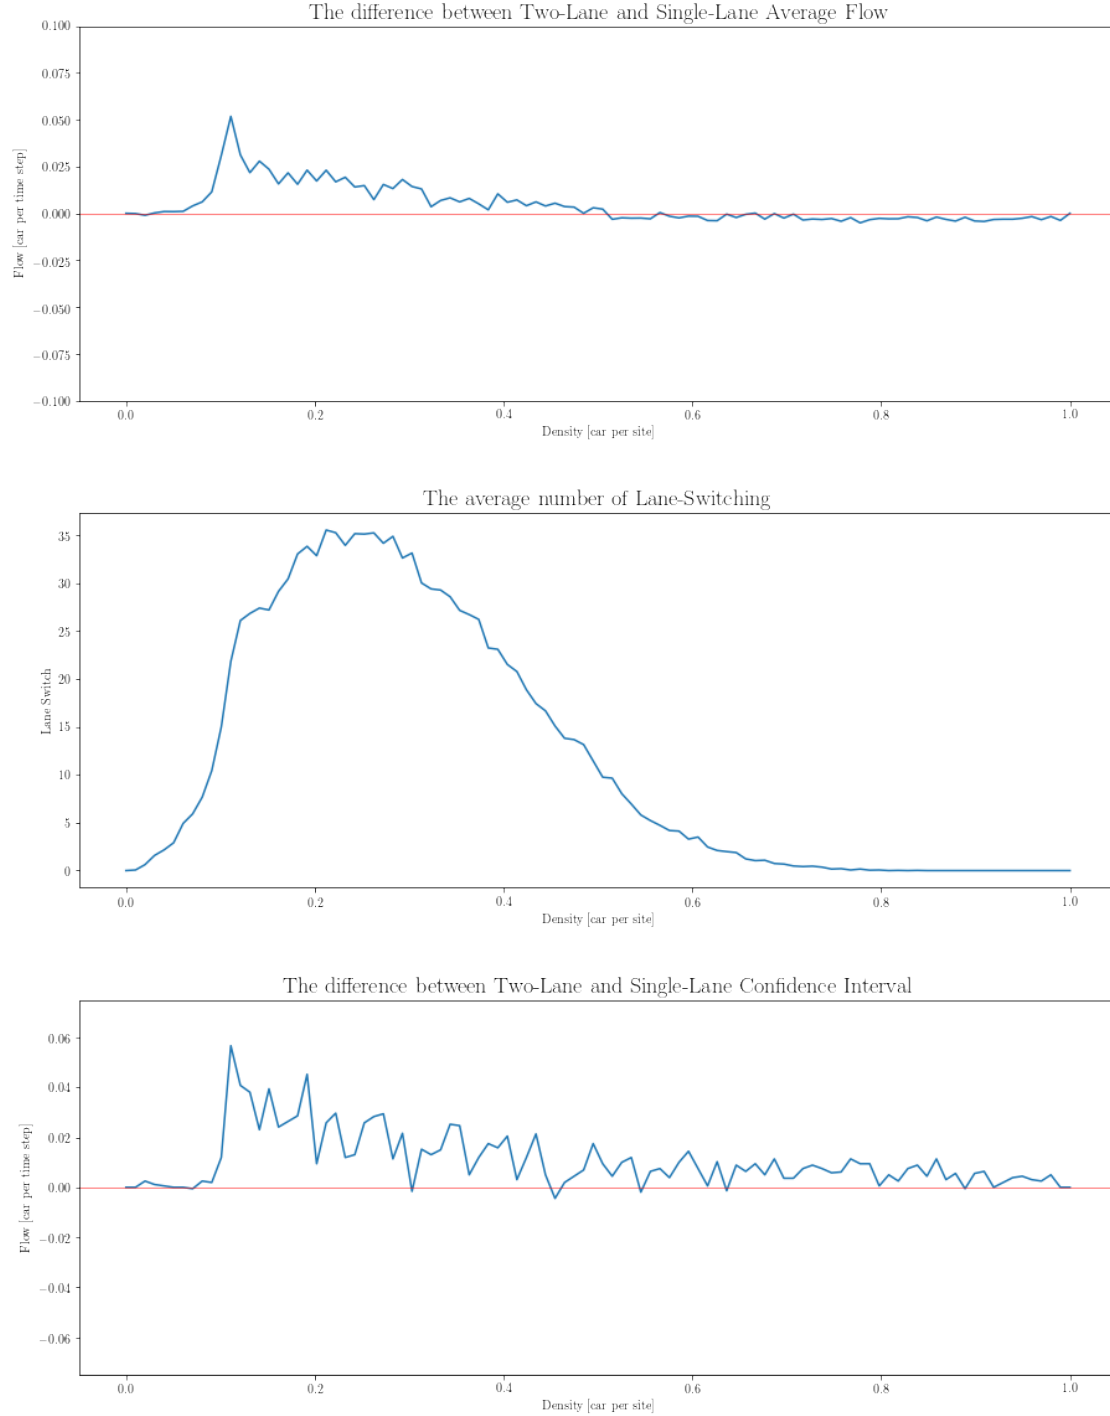 The difference between Two-Lane and Single-Lane Average Flow
0.100
0.075
0.050
0.025
0.000
−0.025
−0.050
−0.075
−0.100
Flow [car per time step]
0.0 0.2 0.4 0.6 0.8 1.0
Density [car per site]
The average number of Lane-Switching
35
30
25
20
15
10
5
0
Lane Switch
0.0 0.2 0.4 0.6 0.8 1.0
Density [car per site]
The difference between Two-Lane and Single-Lane Confidence Interval
0.06
0.04
0.02
0.00
−0.02
−0.04
−0.06
Flow [car per time step]
0.0 0.2 0.4 0.6 0.8 1.0
Density [car per site]